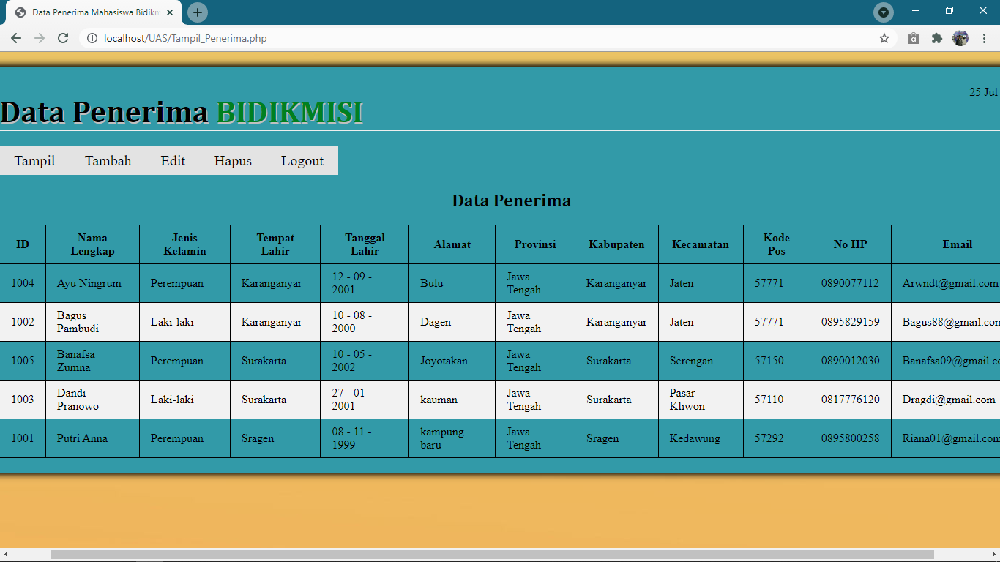 Data Penerima Mahasiswa Bidikm
localhost/UAS/Tampil_Penerima.php
25 Jul
Data Penerima BIDIKMISI
Tampil Tambah Edit Hapus Logout
Data Penerima
ID Nama Lengkap Jenis Kelamin Tempat Lahir Tanggal Lahir Alamat Provinsi Kabupaten Kecamatan Kode Pos No HP Email
1004 Ayu Ningrum Perempuan Karanganyar 12 - 09 - 2001 Bulu Jawa Tengah Karanganyar Jaten 57771 0890077112 Arwndt@gmail.com
1002 Bagus Pambudi Laki-laki Karanganyar 10 - 08 - 2000 Dagen Jawa Tengah Karanganyar Jaten 57771 0895829159 Bagus88@gmail.com
1005 Banafsa Zumna Perempuan Surakarta 10 - 05 - 2002 Joyotakan Jawa Tengah Surakarta Serengan 57150 0890012030 Banafsa09@gmail.co
1003 Dandi Pranowo Laki-laki Surakarta 27 - 01 - 2001 kauman Jawa Tengah Surakarta Pasar Kliwon 57110 0817776120 Dragdi@gmail.com
1001 Putri Anna Perempuan Sragen 08 - 11 - 1999 kampung baru Jawa Tengah Sragen Kedawung 57292 0895800258 Riana01@gmail.com